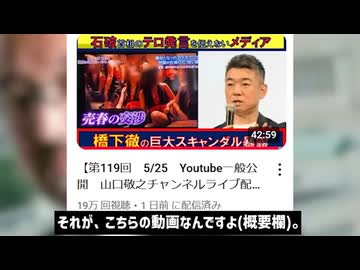 石破首相のテロ発言を伝えないメディア
売春の交渉
橋下徹の巨大スキャンダル
42:59
【第119回　5/25　Youtube一般公
開　山口敬之チャンネルライブ配...
19万 回視聴・1 日前 に配信済み
それが、こちらの動画なんですよ(概要欄)。